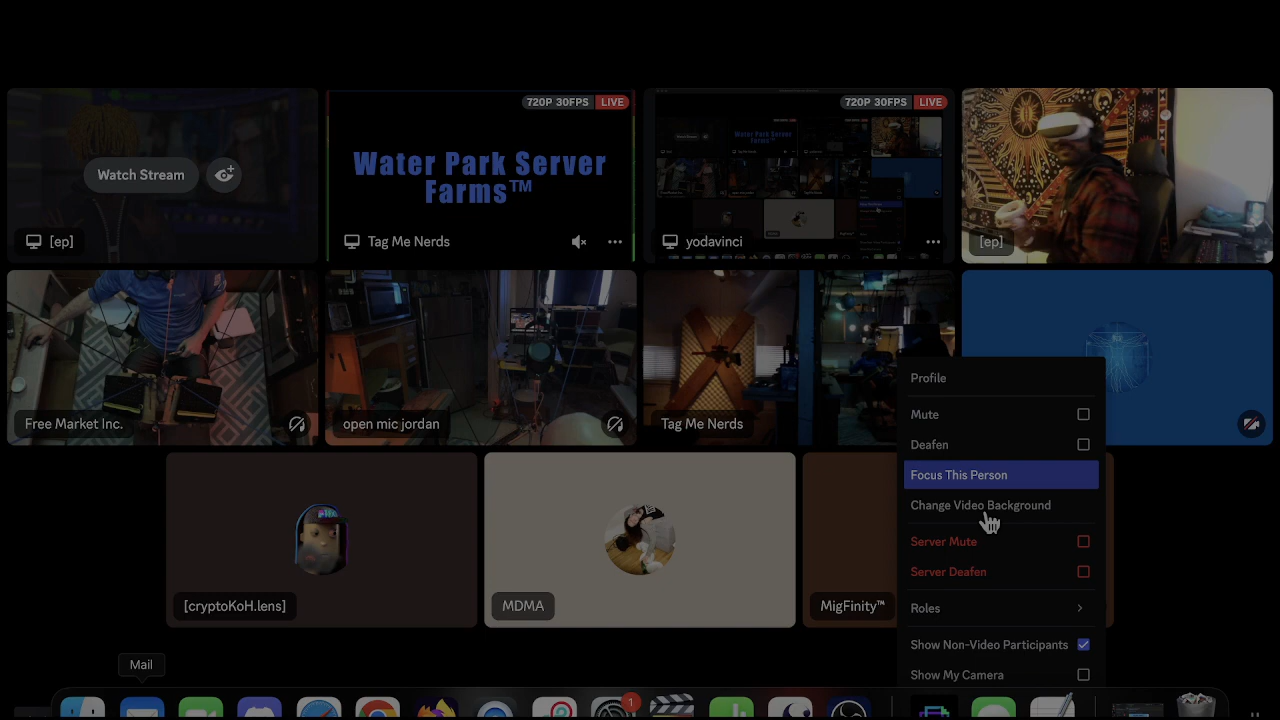 720P 30FPS LIVE
720P 30FPS LIVE
Watch Stream
Water Park Server
Farms™
[ep]
Tag Me Nerds
yodavinci
[ep]
Free Market Inc.
open mic jordan
Tag Me Nerds
Profile
Mute
Deafen
Focus This Person
Change Video Background
Server Mute
Server Deafen
[cryptoKoH.lens]
MDMA
MigFinity™
Roles
Show Non-Video Participants
Mail
Show My Camera
1